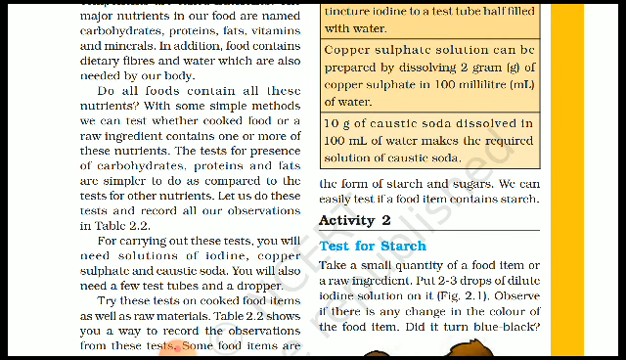 major nutrients in our food are named
carbohydrates, proteins, fats, vitamins
and minerals. In addition, food contains
dietary fibres and water which are also
needed by our body.
Do all foods contain all these
nutrients? With some simple methods
we can test whether cooked food or a
raw ingredient contains one or more of
these nutrients. The tests for presence
of carbohydrates, proteins and fats
are simpler to do as compared to the
tests for other nutrients. Let us do these
tests and record all our observations
in Table 2.2.
For carrying out these tests, you will
need solutions of iodine, copper
sulphate and caustic soda. You will also
need a few test tubes and a dropper.
Try these tests on cooked food items
as well as raw materials. Table 2.2 shows
you a way to record the observations
from these tests. Some food items are
tincture iodine to a test tube half filled
with water.
Copper sulphate solution can be
prepared by dissolving 2 gram (g) of
copper sulphate in 100 millilitre (mL)
of water.
10 g of caustic soda dissolved in
100 mL of water makes the required
solution of caustic soda.
the form of starch and sugars. We can
easily test if a food item contains starch.
Activity 2
Test for Starch
Take a small quantity of a food item or
a raw ingredient. Put 2-3 drops of dilute
iodine solution on it (Fig. 2.1). Observe
if there is any change in the colour of
the food item. Did it turn blue-black?
republished